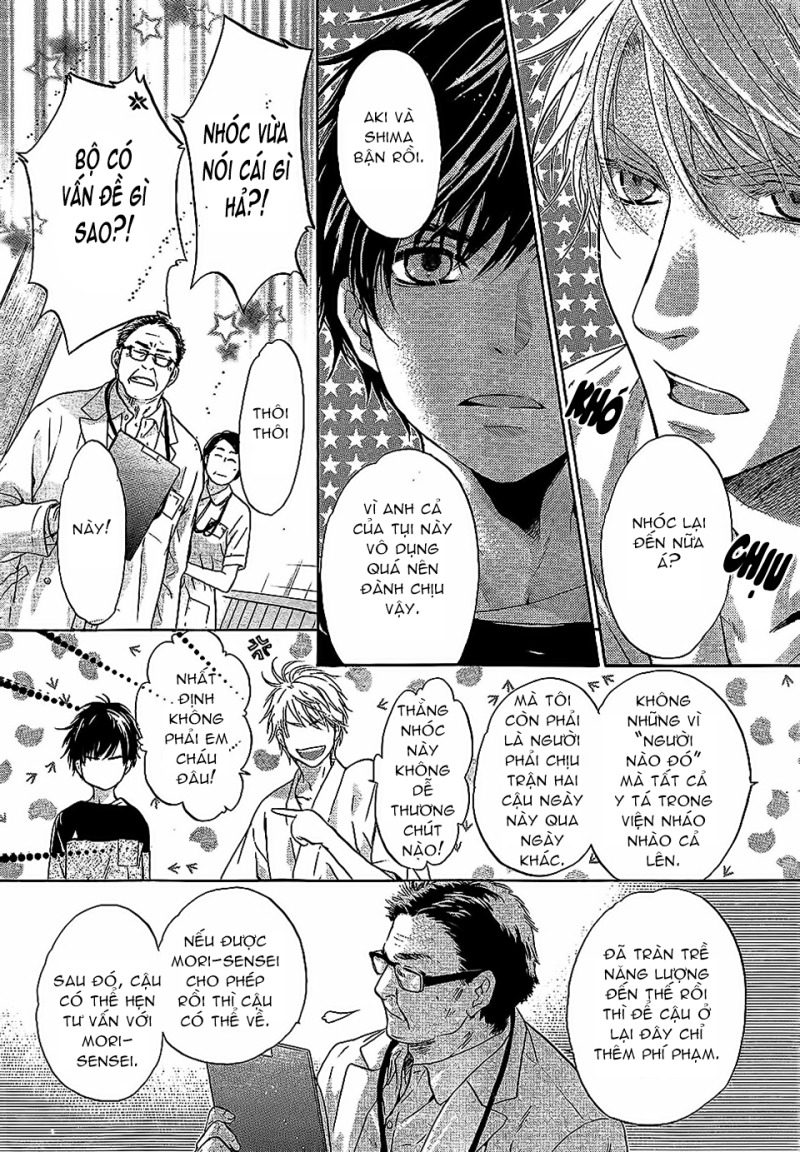 KHÓ
CHỊU
NHÓC LẠI
ĐẾN NỮA
Á?
AKI VÀ
SHIMA
BẬN RỒI.
VÌ ANH CẢ
CỦA TỤI NÀY
VÔ DỤNG
QUÁ NÊN
ĐÀNH CHỊU
VẬY.
NHÓC VỪA
NÓI CÁI GÌ
HẢ?!
BỘ CÓ
VẤN ĐỀ GÌ
SAO?!
THÔI
THÔI
NÀY!
KHÔNG
NHỮNG VÌ
“NGƯỜI
NÀO ĐÓ”
MÀ TẤT CẢ
Y TÁ TRONG
VIỆN NHÁO
NHÀO CẢ
LÊN.
MÀ TÔI
CÒN PHẢI
LÀ NGƯỜI
PHẢI CHỊU
TRẬN HAI
CẬU NGÀY
NÀY QUA
NGÀY
KHÁC.
THẰNG
NHÓC
NÀY
KHÔNG
DỄ
THƯƠNG
CHÚT
NÀO!
NHẤT
ĐỊNH
KHÔNG
PHẢI EM
CHÁU
ĐÂU!
ĐÃ TRÀN TRỀ
NĂNG LƯỢNG
ĐẾN THẾ RỒI
THÌ ĐỂ CẬU Ở
LẠI ĐÂY CHỈ
THÊM PHÍ PHẠM.
NẾU ĐƯỢC
MORI-SENSEI
CHO PHÉP
RỒI THÌ CẬU
CÓ THỂ VỀ.
SAU ĐÓ, CẬU
CÓ THỂ HẸN
TƯ VẤN VỚI
MORI-
SENSEI.